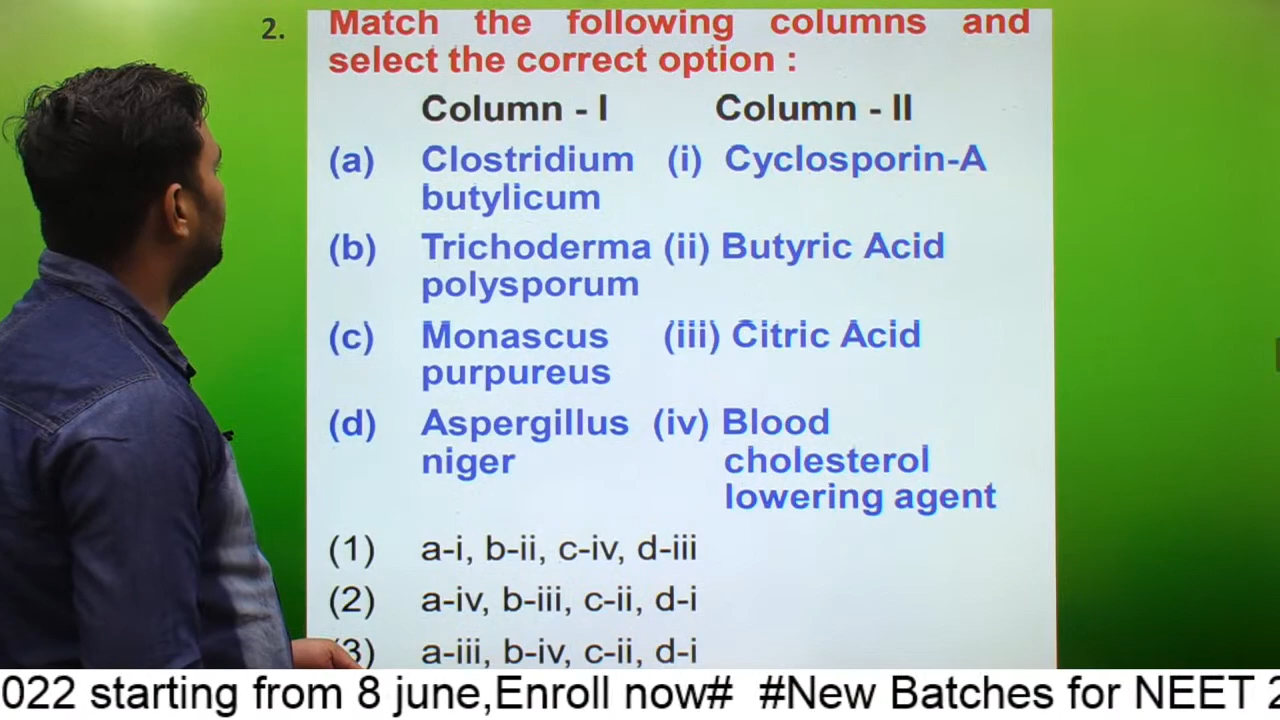 2. Match the following columns and
select the correct option :
Column - I Column - II
(a) Clostridium (i) Cyclosporin-A
butylicum
(b) Trichoderma (ii) Butyric Acid
polysporum
(c) Monascus (iii) Citric Acid
purpureus
(d) Aspergillus (iv) Blood
niger cholesterol
lowering agent
(1) a-i, b-ii, c-iv, d-iii
(2) a-iv, b-iii, c-ii, d-i
(3) a-iii, b-iv, c-ii, d-i
022 starting from 8 june,Enroll now# #New Batches for NEET 2